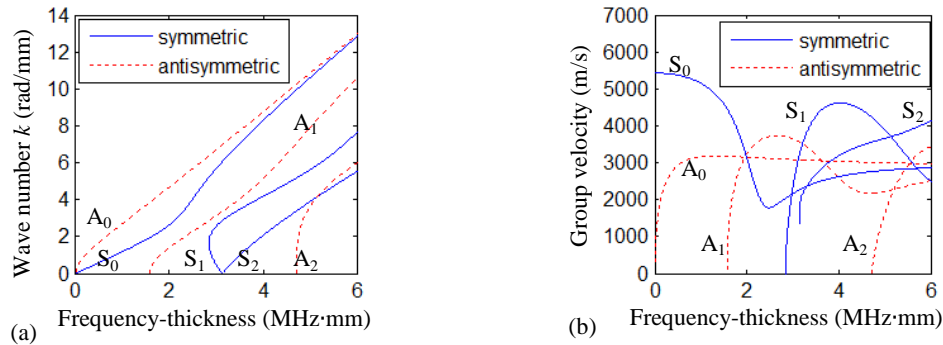 14
12
10
8
6
4
2
0
Wave number k (rad/mm)
symmetric
antisymmetric
A1
A0
S0
S1
S2
A2
0 2 4 6
Frequency-thickness (MHz·mm)
(a)
7000
6000
5000
4000
3000
2000
1000
0
Group velocity (m/s)
symmetric
antisymmetric
S0
S1
S2
A0
A1
A2
0 2 4 6
Frequency-thickness (MHz·mm)
(b)